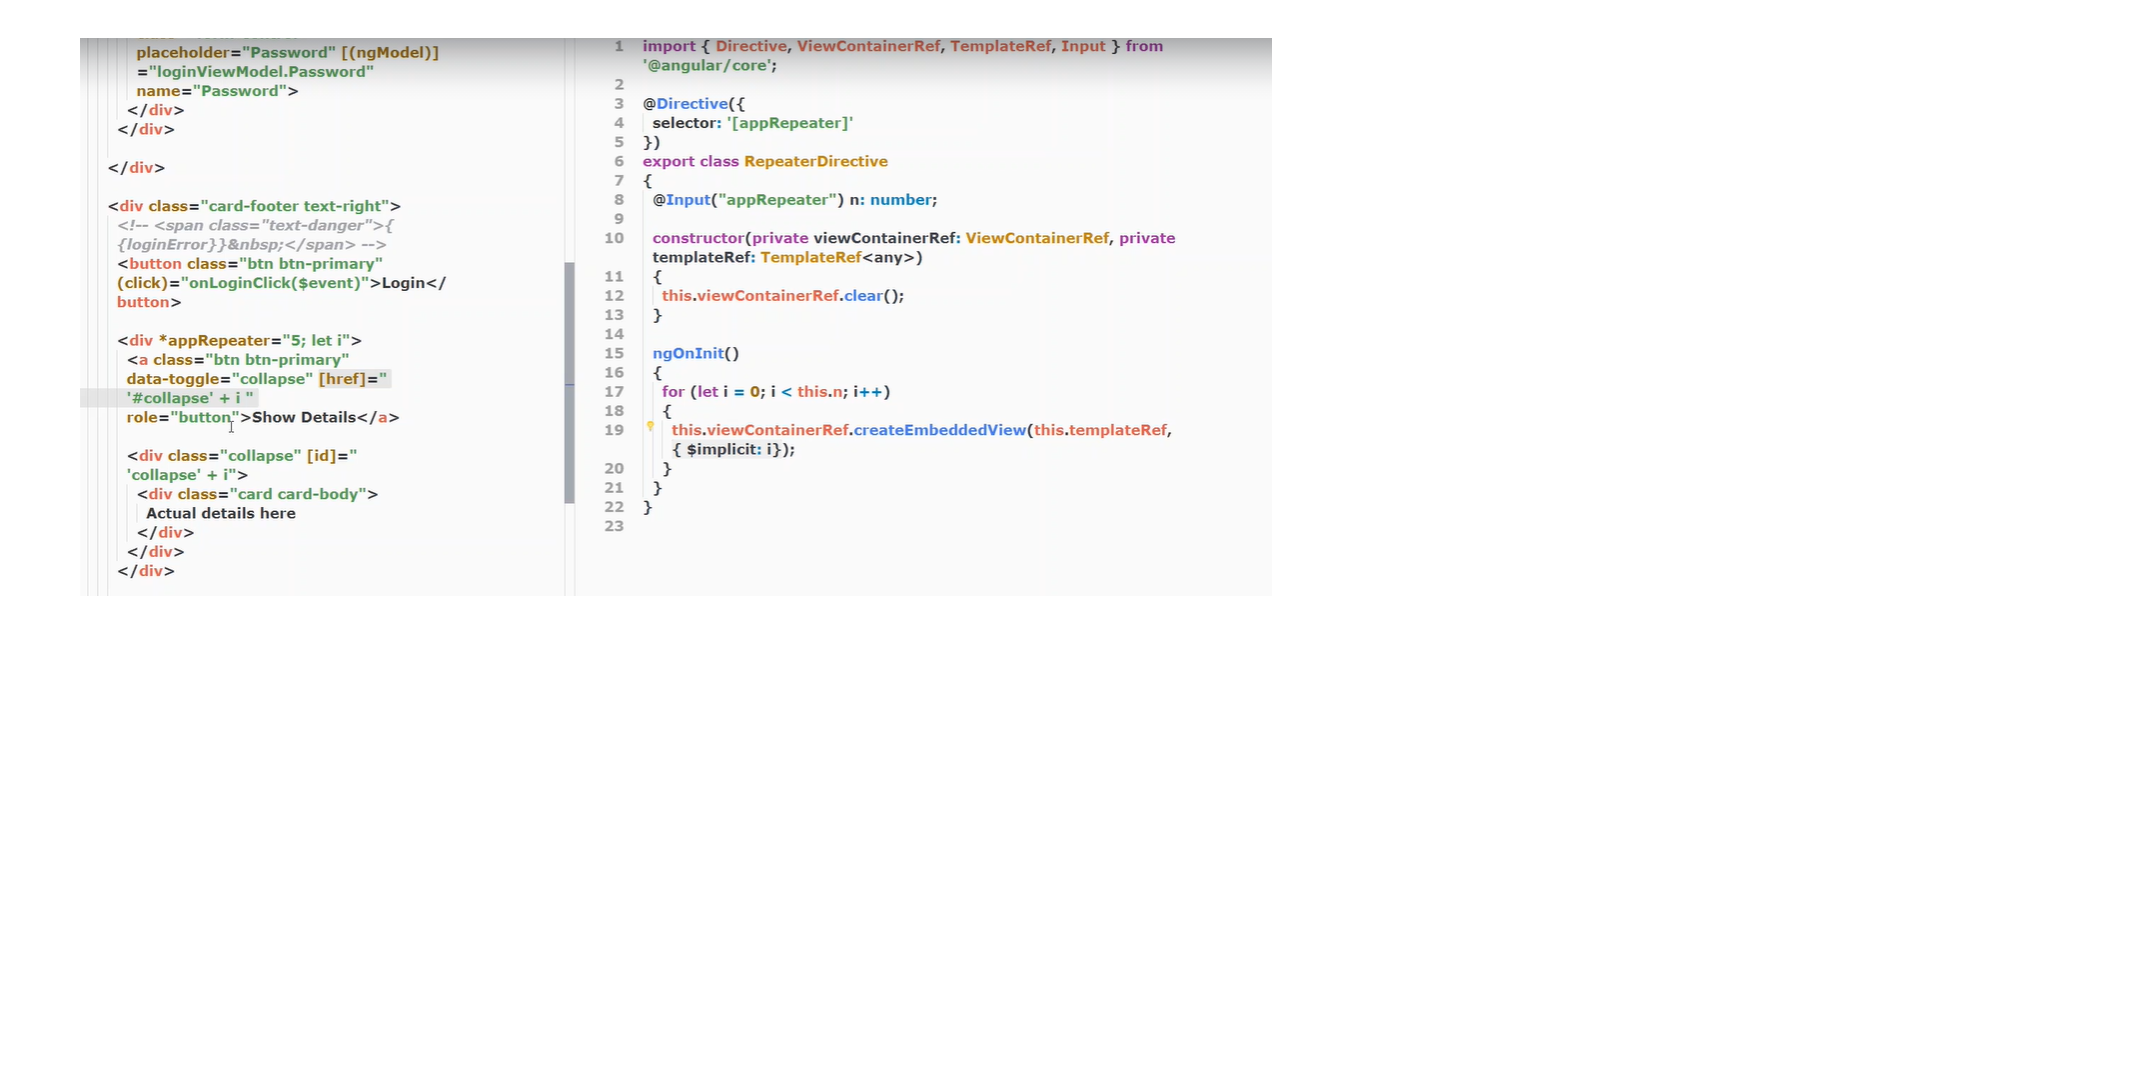 placeholder="Password" [(ngModel)]
="loginViewModel.Password"
name="Password">
</div>
</div>
</div>
<div class="card-footer text-right">
<!-- <span class="text-danger">{
{loginError}}&nbsp;</span> -->
<button class="btn btn-primary"
(click)="onLoginClick($event)">Login</
button>
<div *appRepeater="5; let i">
<a class="btn btn-primary"
data-toggle="collapse" [href]="
'#collapse' + i "
role="button">Show Details</a>
<div class="collapse" [id]="
'collapse' + i">
<div class="card card-body">
Actual details here
</div>
</div>
</div>
1 import { Directive, ViewContainerRef, TemplateRef, Input } from
'@angular/core';
2
3 @Directive({
4 selector: '[appRepeater]'
5 })
6 export class RepeaterDirective
7 {
8 @Input("appRepeater") n: number;
9
10 constructor(private viewContainerRef: ViewContainerRef, private
templateRef: TemplateRef<any>)
11 {
12 this.viewContainerRef.clear();
13 }
14
15 ngOnInit()
16 {
17 for (let i = 0; i < this.n; i++)
18 {
19 this.viewContainerRef.createEmbeddedView(this.templateRef,
{ $implicit: i});
20 }
21 }
22 }
23